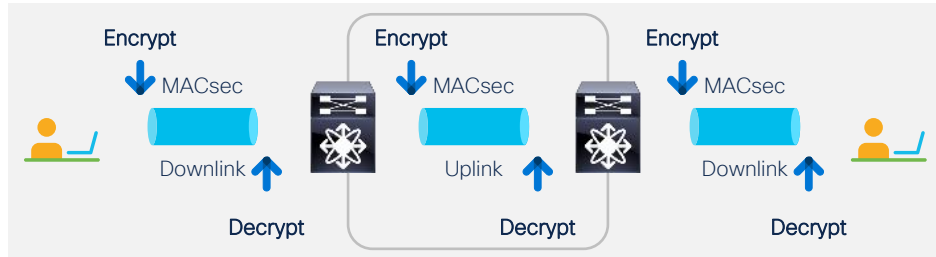 Encrypt
Encrypt
Encrypt
MACsec
MACsec
MACsec
Downlink
Uplink
Downlink
Decrypt
Decrypt
Decrypt